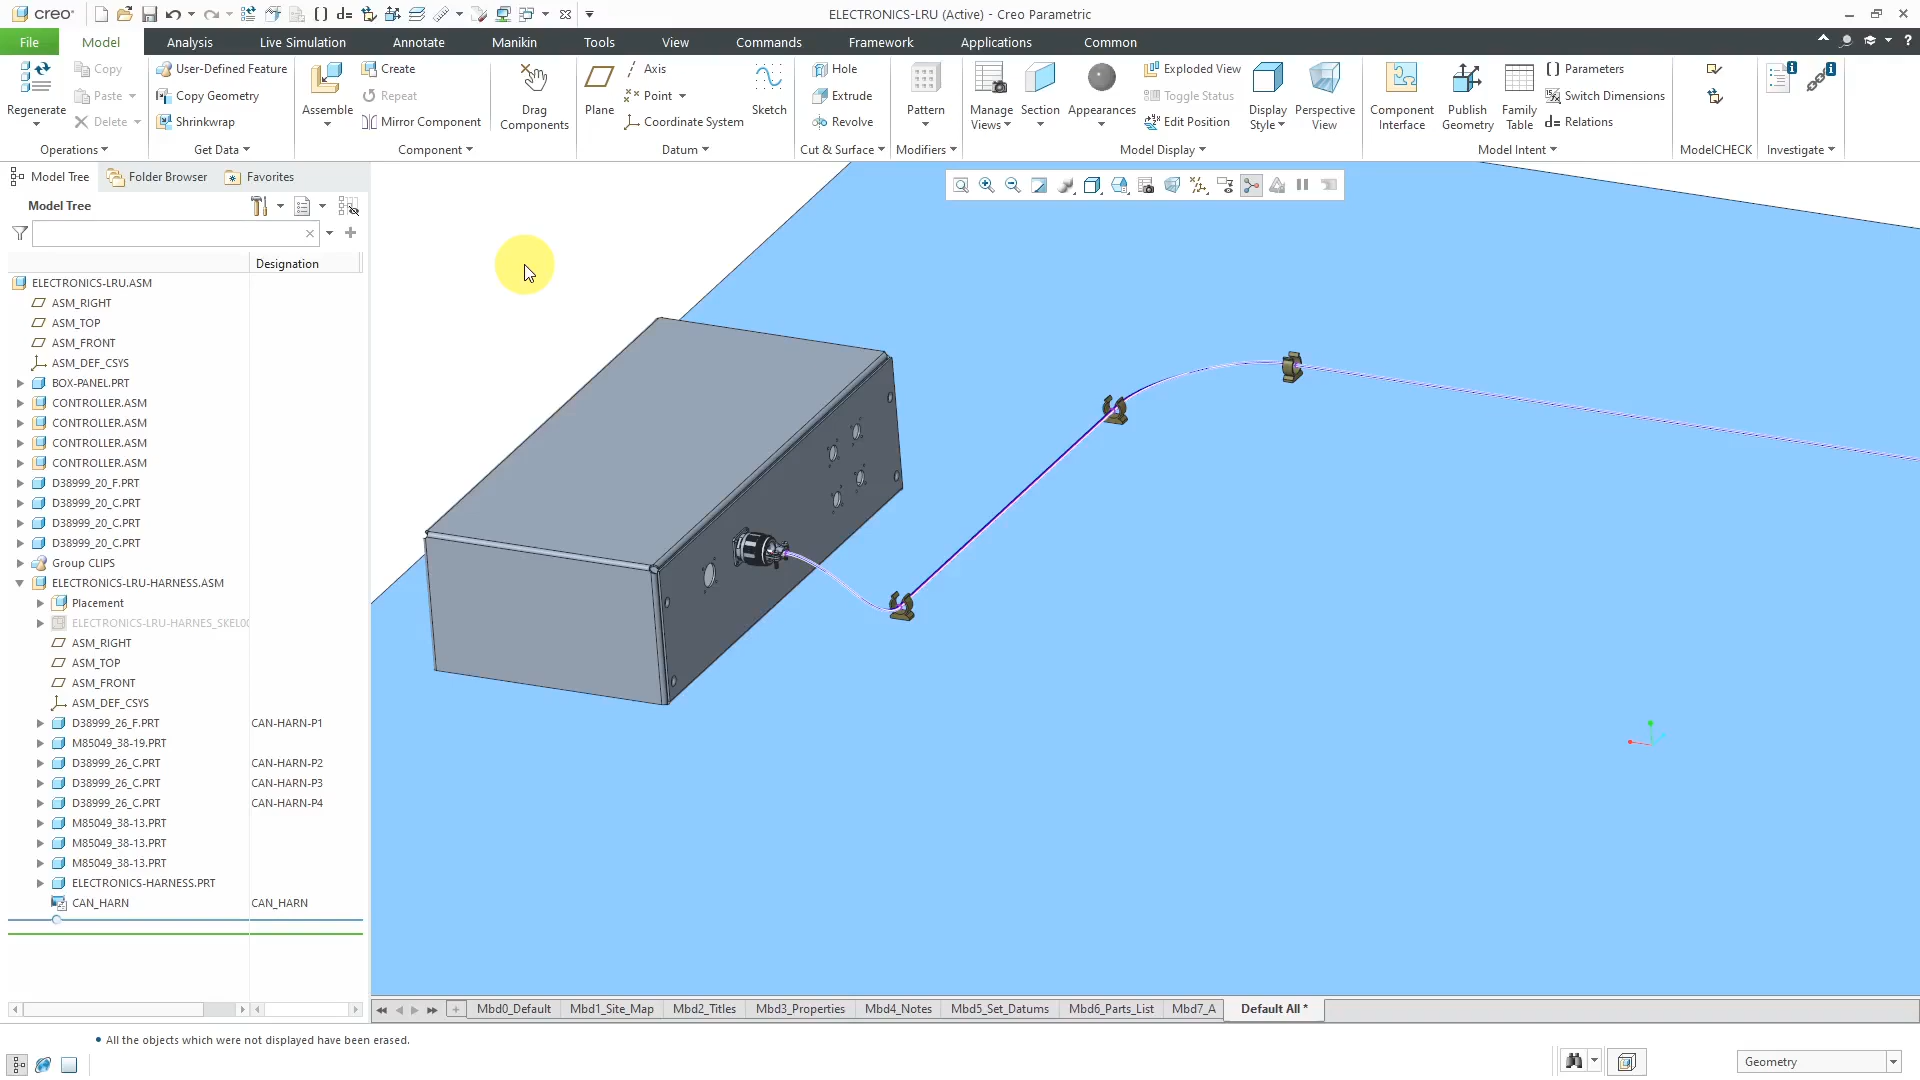 creo
ELECTRONICS-LRU (Active) - Creo Parametric
File Model Analysis Live Simulation Annotate Manikin Tools View Commands Framework Applications Common
Regenerate
Copy
Paste
Delete
Operations
User-Defined Feature
Copy Geometry
Shrinkwrap
Get Data
Assemble
Create
Repeat
Mirror Component
Component
Drag
Components
Plane
Axis
Point
Coordinate System
Sketch
Datum
Hole
Extrude
Revolve
Cut & Surface
Pattern
Modifiers
Manage
Views
Section
Appearances
Exploded View
Toggle Status
Edit Position
Display
Style
Perspective
View
Model Display
Component
Interface
Publish
Geometry
Family
Table
Parameters
Switch Dimensions
d= Relations
Model Intent
ModelCHECK
Investigate
Model Tree Folder Browser Favorites
Model Tree
Designation
ELECTRONICS-LRU.ASM
ASM_RIGHT
ASM_TOP
ASM_FRONT
ASM_DEF_CSYS
BOX-PANEL.PRT
CONTROLLER.ASM
CONTROLLER.ASM
CONTROLLER.ASM
CONTROLLER.ASM
D38999_20_F.PRT
D38999_20_C.PRT
D38999_20_C.PRT
D38999_20_C.PRT
Group CLIPS
ELECTRONICS-LRU-HARNESS.ASM
Placement
ELECTRONICS-LRU-HARNES_SKEL00
ASM_RIGHT
ASM_TOP
ASM_FRONT
ASM_DEF_CSYS
D38999_26_F.PRT CAN-HARN-P1
M85049_38-19.PRT
D38999_26_C.PRT CAN-HARN-P2
D38999_26_C.PRT CAN-HARN-P3
D38999_26_C.PRT CAN-HARN-P4
M85049_38-13.PRT
M85049_38-13.PRT
M85049_38-13.PRT
ELECTRONICS-HARNESS.PRT
CAN_HARN CAN_HARN
Mbd0_Default Mbd1_Site_Map Mbd2_Titles Mbd3_Properties Mbd4_Notes Mbd5_Set_Datums Mbd6_Parts_List Mbd7_A Default All *
• All the objects which were not displayed have been erased.
Geometry